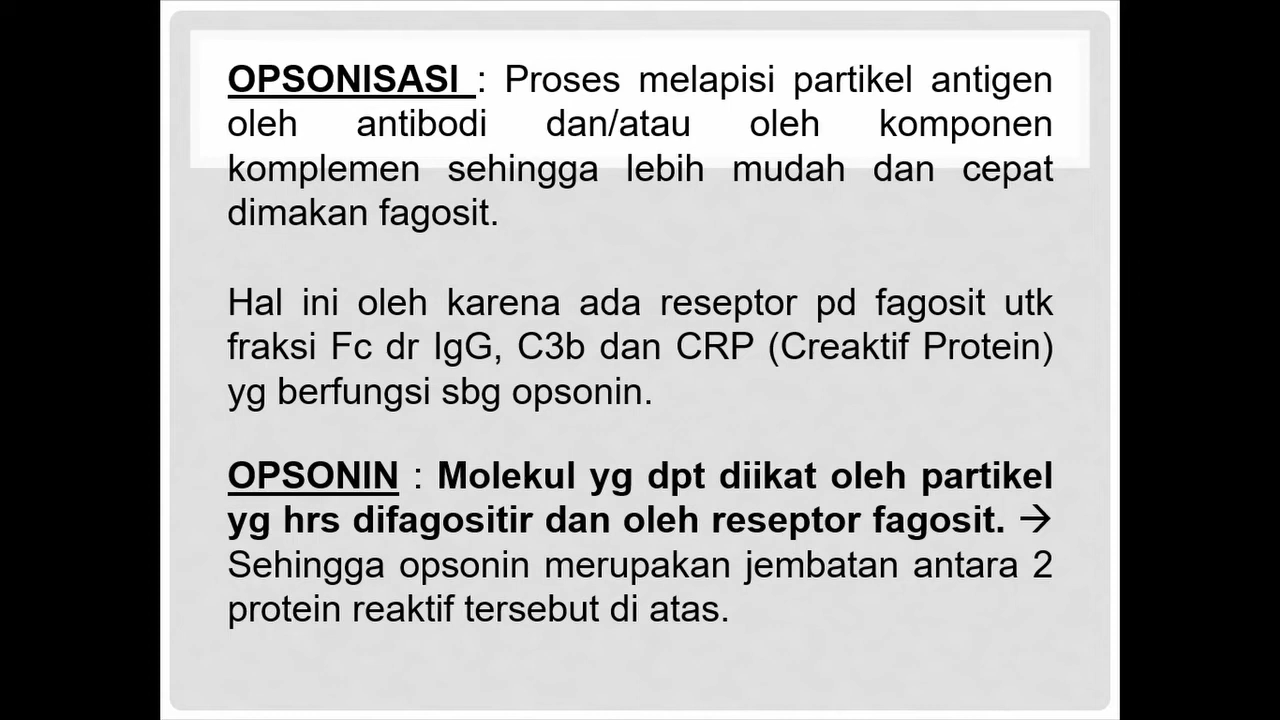 OPSONISASI : Proses melapisi partikel antigen
oleh antibodi dan/atau oleh komponen
komplemen sehingga lebih mudah dan cepat
dimakan fagosit.
Hal ini oleh karena ada reseptor pd fagosit utk
fraksi Fc dr IgG, C3b dan CRP (Creaktif Protein)
yg berfungsi sbg opsonin.
OPSONIN : Molekul yg dpt diikat oleh partikel
yg hrs difagositir dan oleh reseptor fagosit. →
Sehingga opsonin merupakan jembatan antara 2
protein reaktif tersebut di atas.